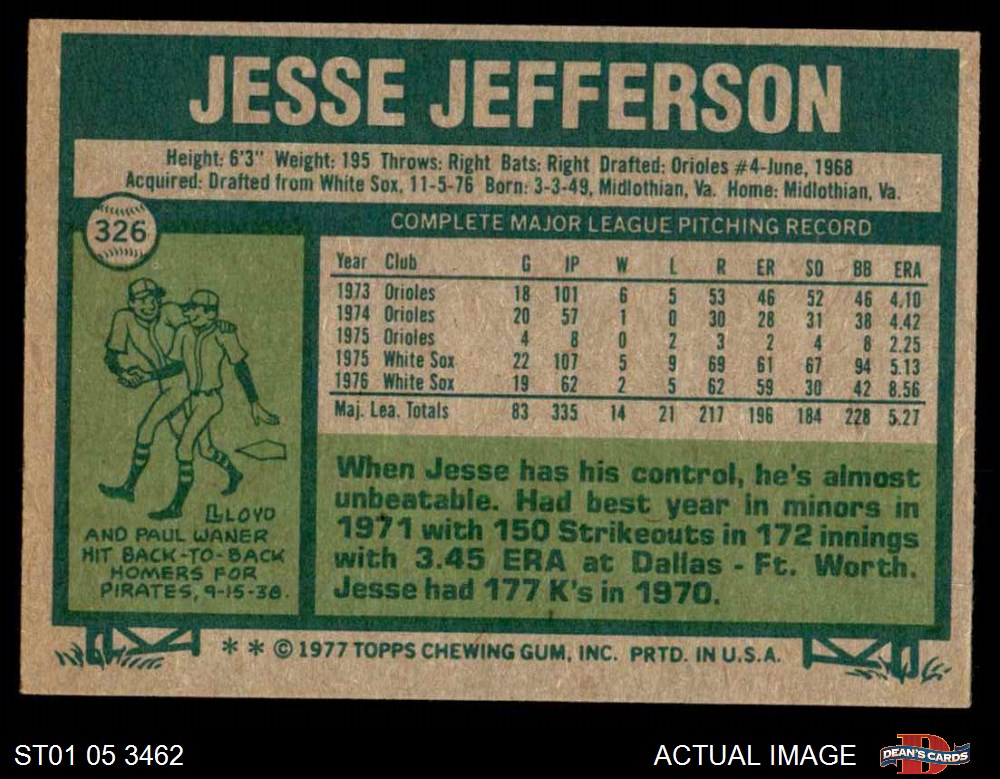 JESSE JEFFERSON
Height: 6'3" Weight: 195 Throws: Right Bats: Right Drafted: Orioles #4-June, 1968
Acquired: Drafted from White Sox, 11-5-76 Born: 3-3-49, Midlothian, Va. Home: Midlothian, Va.
326
COMPLETE MAJOR LEAGUE PITCHING RECORD
Year Club G IP W L R ER SO BB ERA
1973 Orioles 18 101 6 5 53 46 52 46 4.10
1974 Orioles 20 57 1 0 30 28 31 38 4.42
1975 Orioles 4 8 0 2 3 2 4 8 2.25
1975 White Sox 22 107 5 9 69 61 67 94 5.13
1976 White Sox 19 62 2 5 62 59 30 42 8.56
Maj. Lea. Totals 83 335 14 21 217 196 184 228 5.27
LLOYD
AND PAUL WANER
HIT BACK-TO-BACK
HOMERS FOR
PIRATES, 9-15-38.
When Jesse has his control, he's almost
unbeatable. Had best year in minors in
1971 with 150 Strikeouts in 172 innings
with 3.45 ERA at Dallas - Ft. Worth.
Jesse had 177 K's in 1970.
* * © 1977 TOPPS CHEWING GUM, INC. PRTD. IN U.S.A.
ST01 05 3462
ACTUAL IMAGE
D
DEAN'S CARDS